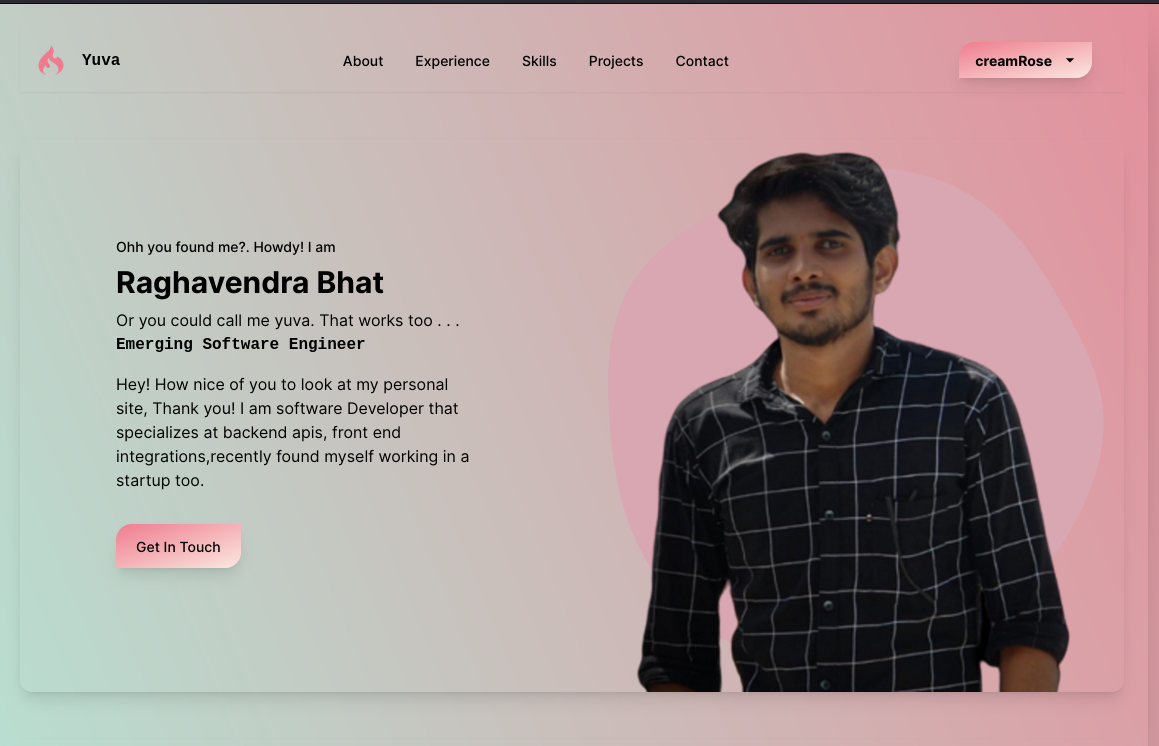 Yuva
About
Experience
Skills
Projects
Contact
creamRose
Ohh you found me?. Howdy! I am
Raghavendra Bhat
Or you could call me yuva. That works too . . .
Emerging Software Engineer
Hey! How nice of you to look at my personal
site, Thank you! I am software Developer that
specializes at backend apis, front end
integrations,recently found myself working in a
startup too.
Get In Touch